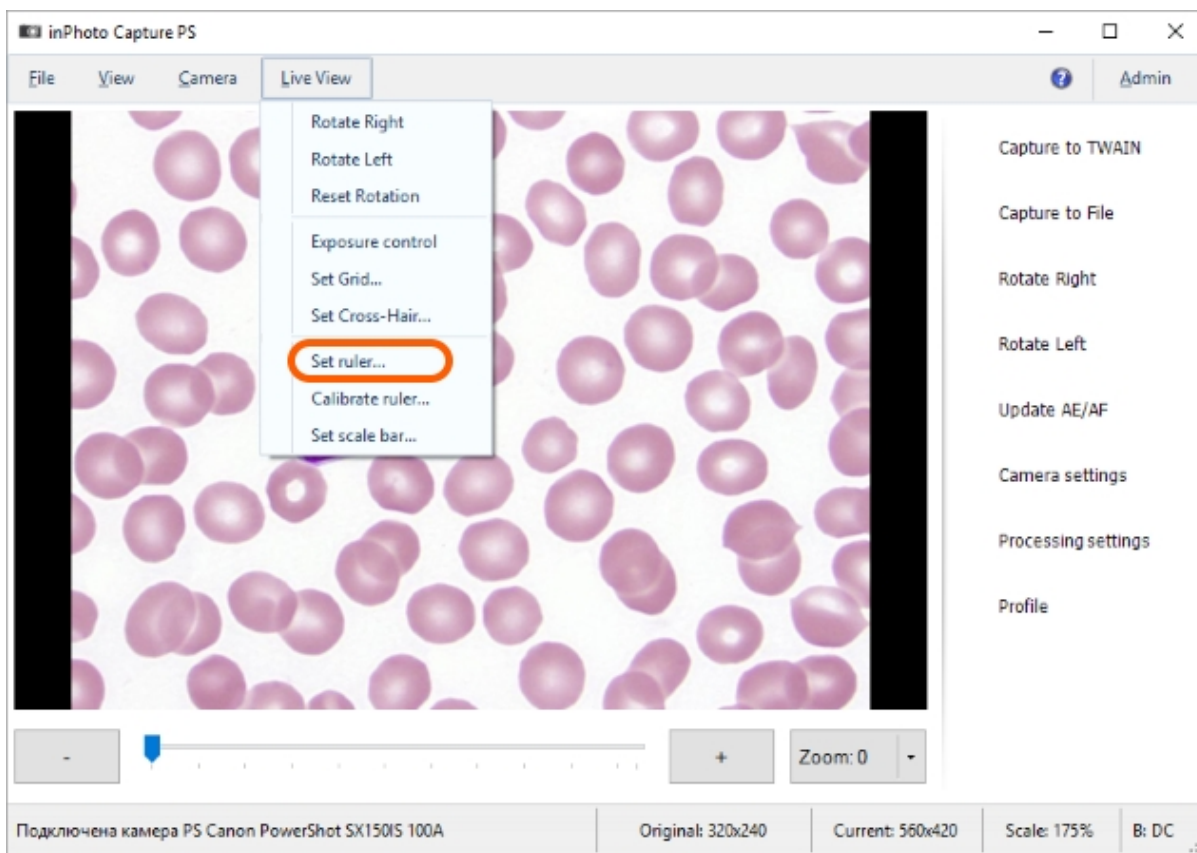 inPhoto Capture PS
File View Camera Live View Admin
Rotate Right
Rotate Left
Reset Rotation
Exposure control
Set Grid...
Set Cross-Hair...
Set ruler...
Calibrate ruler...
Set scale bar...
Capture to TWAIN
Capture to File
Rotate Right
Rotate Left
Update AE/AF
Camera settings
Processing settings
Profile
- + Zoom: 0
Подключена камера PS Canon PowerShot SX150IS 100A Original: 320x240 Current: 560x420 Scale: 175% B: DC